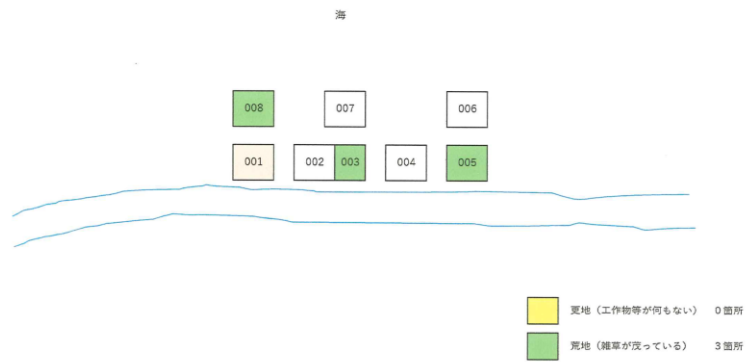 海
008 007 006
001 002 003 004 005
更地（工作物等が何もない） 0箇所
荒地（雑草が茂っている） 3箇所